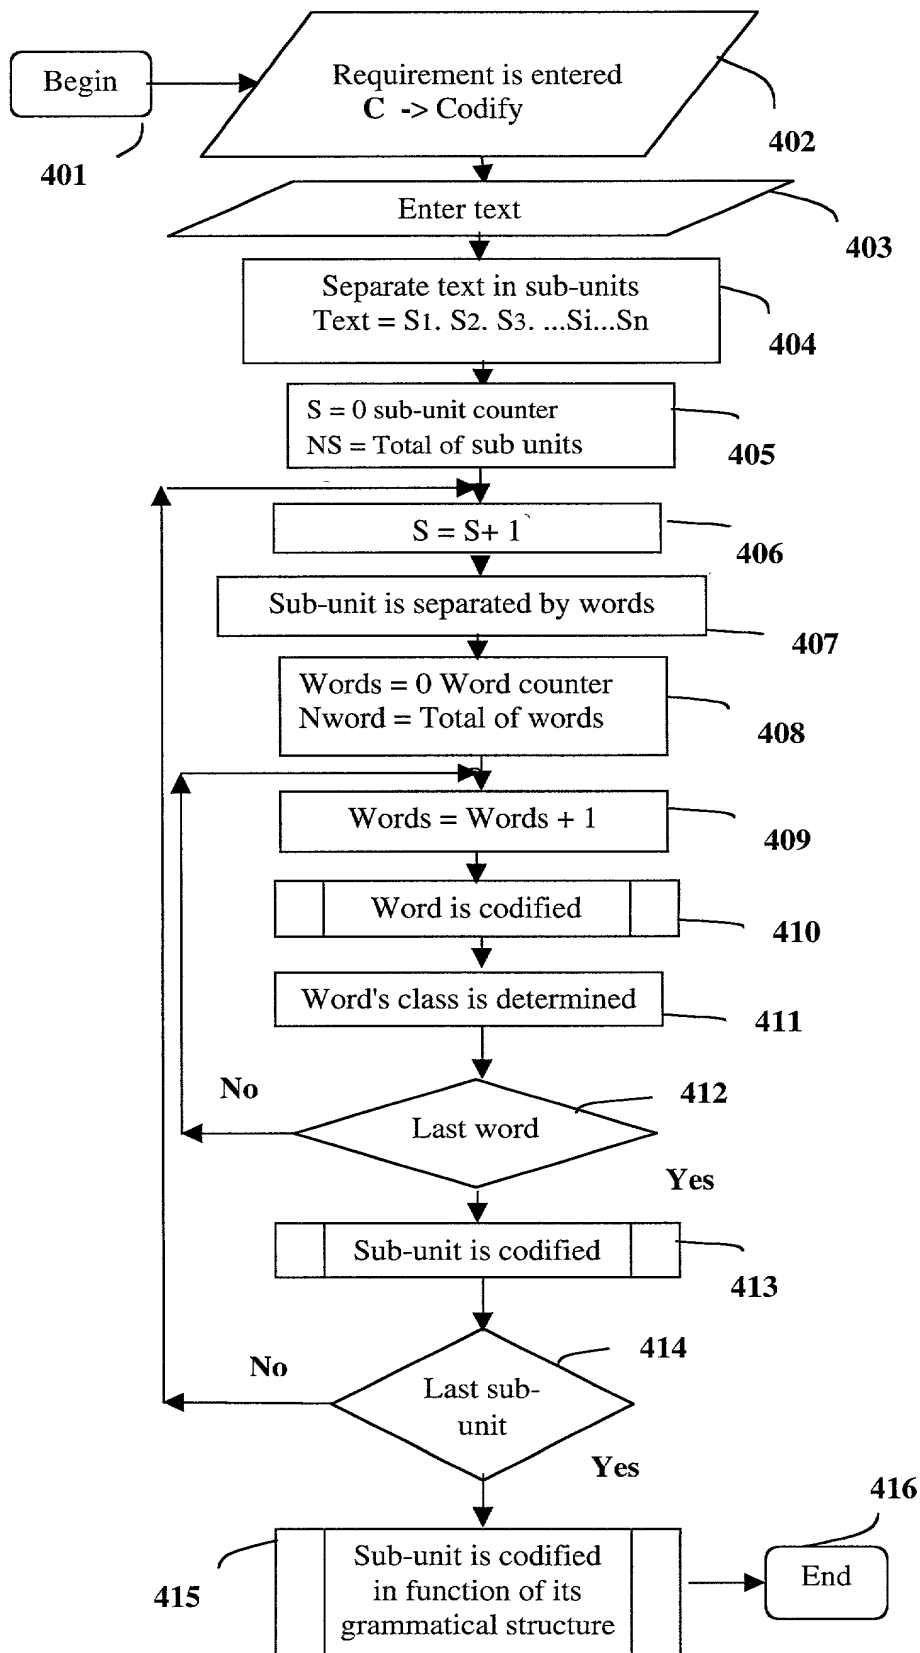 Begin
401
Requirement is entered
C -> Codify
402
Enter text
403
Separate text in sub-units
Text = S1. S2. S3. ...Si...Sn
404
S = 0 sub-unit counter
NS = Total of sub units
405
S = S+ 1
406
Sub-unit is separated by words
407
Words = 0 Word counter
Nword = Total of words
408
Words = Words + 1
409
Word is codified
410
Word's class is determined
411
No
412
Last word
Yes
Sub-unit is codified
413
No
414
Last sub-
unit
Yes
416
415
Sub-unit is codified
in function of its
grammatical structure
End